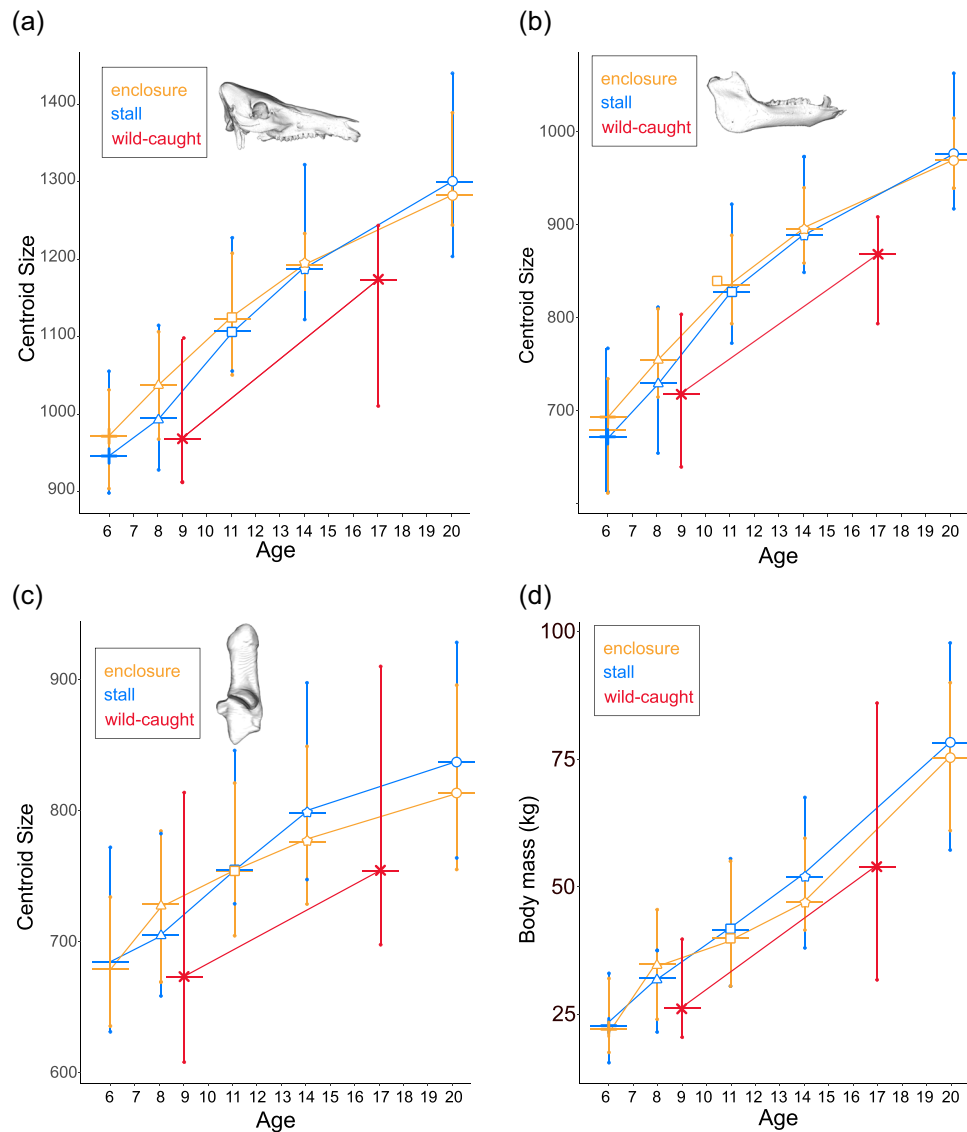 (a)
enclosure
stall
wild-caught
Centroid Size
1400
1300
1200
1100
1000
900
6 7 8 9 10 11 12 13 14 15 16 17 18 19 20
Age
(b)
enclosure
stall
wild-caught
Centroid Size
1000
900
800
700
6 7 8 9 10 11 12 13 14 15 16 17 18 19 20
Age
(c)
enclosure
stall
wild-caught
Centroid Size
900
800
700
600
6 7 8 9 10 11 12 13 14 15 16 17 18 19 20
Age
(d)
enclosure
stall
wild-caught
Body mass (kg)
100
75
50
25
6 7 8 9 10 11 12 13 14 15 16 17 18 19 20
Age